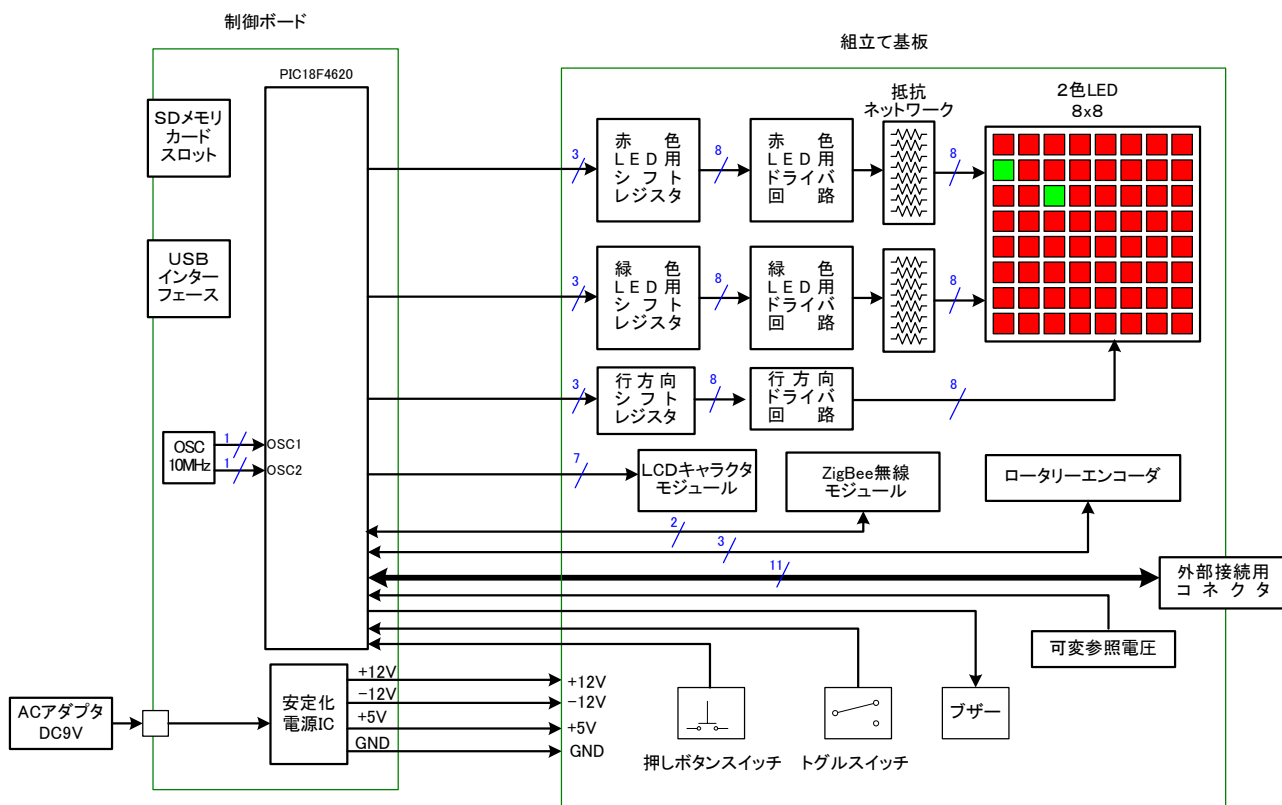 制御ボード
組立て基板
PIC18F4620
SDメモリ
カード
スロット
USB
インター
フェース
OSC
10MHz
1
1
OSC1
OSC2
3
赤色
LED用
シフト
レジスタ
8
赤色
LED用
ドライバ
回路
抵抗
ネットワーク
8
2色LED
8x8
3
緑色
LED用
シフト
レジスタ
8
緑色
LED用
ドライバ
回路
8
3
行方向
シフト
レジスタ
8
行方向
ドライバ
回路
8
7
LCDキャラクタ
モジュール
ZigBee無線
モジュール
ロータリーエンコーダ
2
3
11
外部接続用
コネクタ
可変参照電圧
ACアダプタ
DC9V
安定化
電源IC
+12V
-12V
+5V
GND
+12V
-12V
+5V
GND
押しボタンスイッチ
トグルスイッチ
ブザー